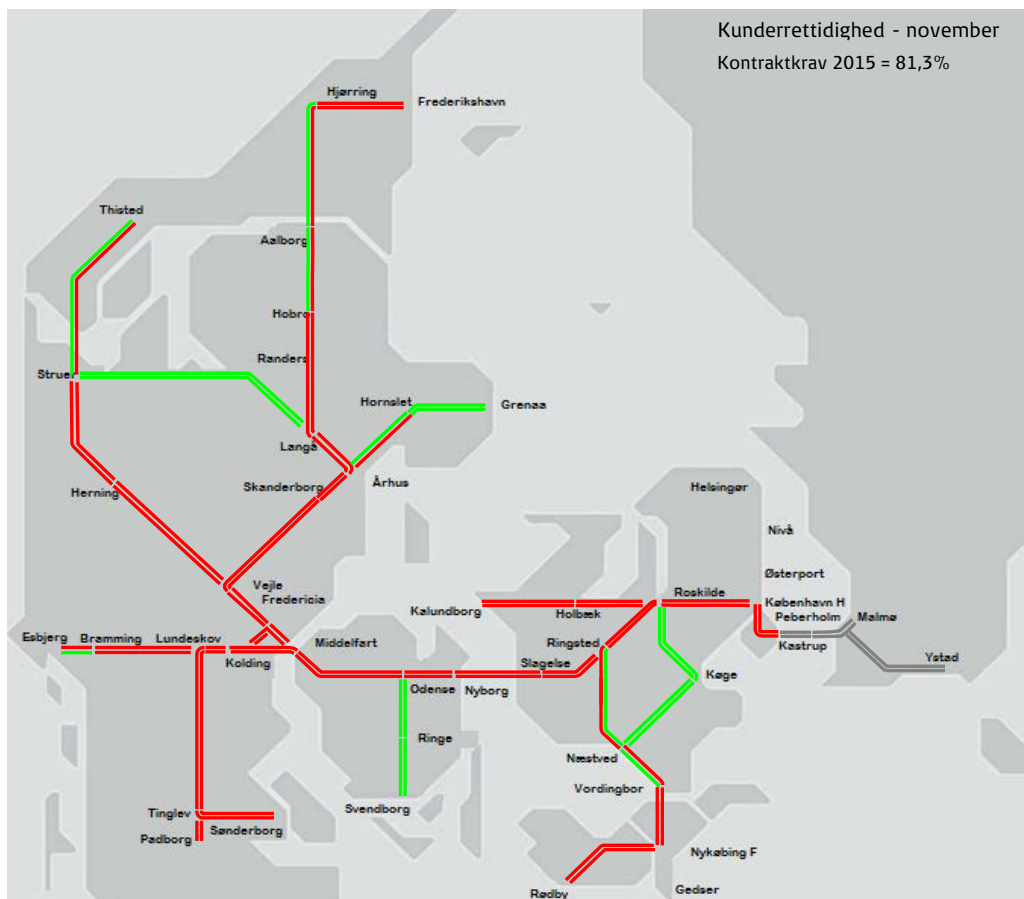 Kunderrettidighed - november
Kontraktkrav 2015 = 81,3%
Hjørring
Frederikshavn
Thisted
Aalborg
Hobro
Randers
Struer
Hornslet
Grenaa
Langå
Århus
Skanderborg
Herning
Helsingør
Nivå
Østerport
Vejle
Fredericia
Roskilde
København H
Kalundborg
Holbæk
Peberholm
Malmø
Esbjerg
Bramming
Lundeskov
Middelfart
Ringsted
Kastrup
Kolding
Slagelse
Ystad
Odense
Nyborg
Køge
Ringe
Næstved
Vordingbor
Svendborg
Tinglev
Sønderborg
Padborg
Nykøbing F
Rødby
Gedser